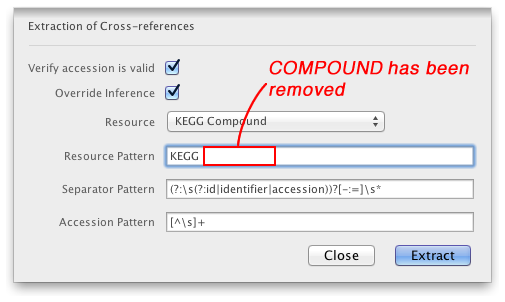 Extraction of Cross-references
Verify accession is valid
COMPOUND has been
removed
Override Inference
Resource KEGG Compound
Resource Pattern KEGG
Separator Pattern (?:\s(?:id|identifier|accession))?[-:=]\s*
Accession Pattern [^\s]+
Close Extract